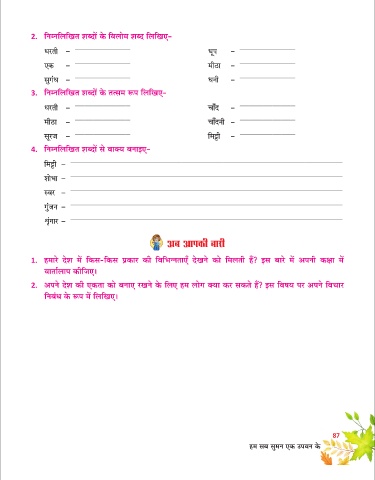 2. निम्नलिखित शब्दों के विलोम शब्द लिखिए–
धरती – धूप –
एक – मीठा –
सुगंध – धनी –
3. निम्नलिखित शब्दों के तत्सम रूप लिखिए–
धरती – चाँद –
मीठा – चाँदनी –
सूरज – मिट्टी –
4. निम्नलिखित शब्दों से वाक्य बनाइए–
मिट्टी –
शोभा –
स्वर –
गुंजन –
शृंगार –
अब आपकी बारी
1. हमारे देश में किस-किस प्रकार की विभिन्नताएँ देखने को मिलती हैं? इस बारे में अपनी कक्षा में
वार्तालाप कीजिए।
2. अपने देश की एकता को बनाए रखने के लिए हम लोग क्या कर सकते हैं? इस विषय पर अपने विचार
निबंध के रूप में लिखिए।
87
हम सब सुमन एक उपवन के